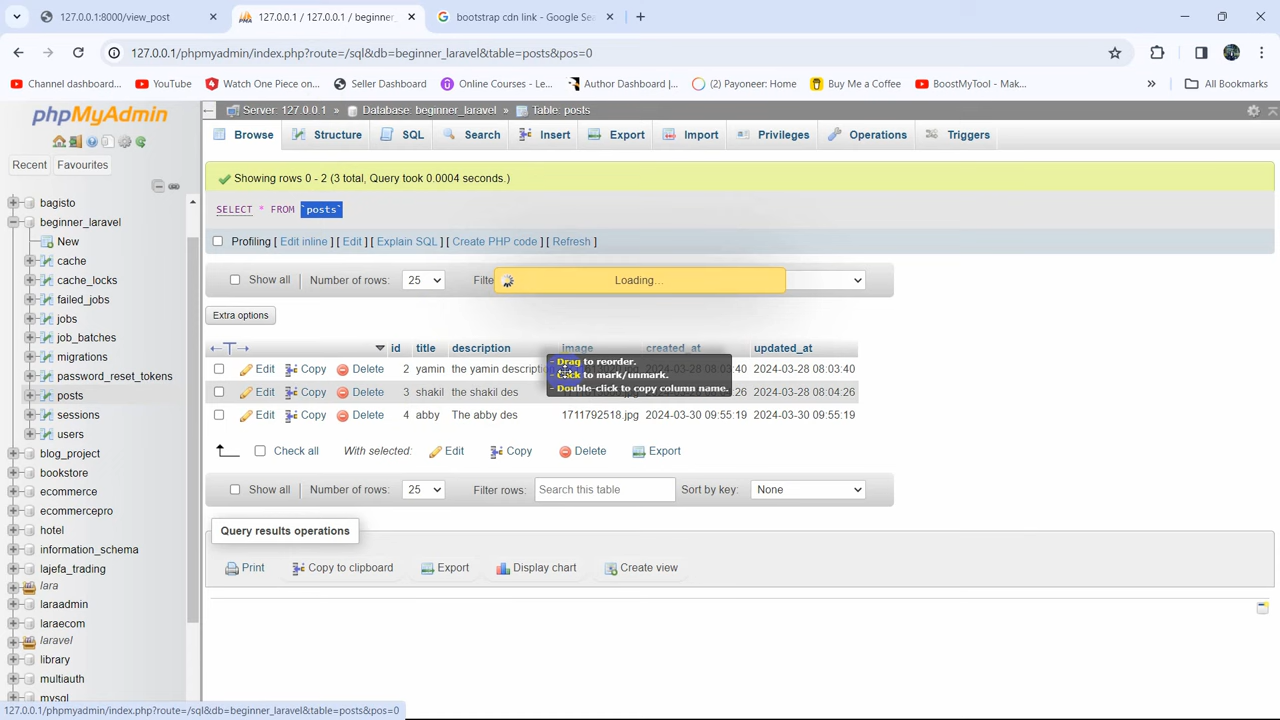 127.0.0.1:8000/view_post
127.0.0.1 / 127.0.0.1 / beginner_
bootstrap cdn link - Google Sea
127.0.0.1/phpmyadmin/index.php?route=/sql&db=beginner_laravel&table=posts&pos=0
Channel dashboard... YouTube Watch One Piece on... Seller Dashboard Online Courses - Le... Author Dashboard |... (2) Payoneer: Home Buy Me a Coffee BoostMyTool - Mak... » All Bookmarks
phpMyAdmin
Recent Favourites
bagisto
beginner_laravel
New
cache
cache_locks
failed_jobs
jobs
job_batches
migrations
password_reset_tokens
posts
sessions
users
blog_project
bookstore
ecommerce
ecommercepro
hotel
information_schema
lajefa_trading
lara
laraadmin
laraecom
laravel
library
multiauth
mysql
Server: 127.0.0.1 » Database: beginner_laravel » Table: posts
Browse Structure SQL Search Insert Export Import Privileges Operations Triggers
Showing rows 0 - 2 (3 total, Query took 0.0004 seconds.)
SELECT * FROM `posts`
Profiling [ Edit inline ] [ Edit ] [ Explain SQL ] [ Create PHP code ] [ Refresh ]
Show all Number of rows: 25
Loading...
Extra options
id title description image created_at updated_at
Edit Copy Delete 2 yamin the yamin description 2024-03-28 08:03:40
- Drag to reorder.
- Click to mark/unmark.
- Double-click to copy column name.
Edit Copy Delete 3 shakil the shakil des 2024-03-28 08:04:26
Edit Copy Delete 4 abby The abby des 1711792518.jpg 2024-03-30 09:55:19 2024-03-30 09:55:19
Check all With selected: Edit Copy Delete Export
Show all Number of rows: 25 Filter rows: Search this table Sort by key: None
Query results operations
Print Copy to clipboard Export Display chart Create view
127.0.0.1/phpmyadmin/index.php?route=/sql&db=beginner_laravel&table=posts&pos=0